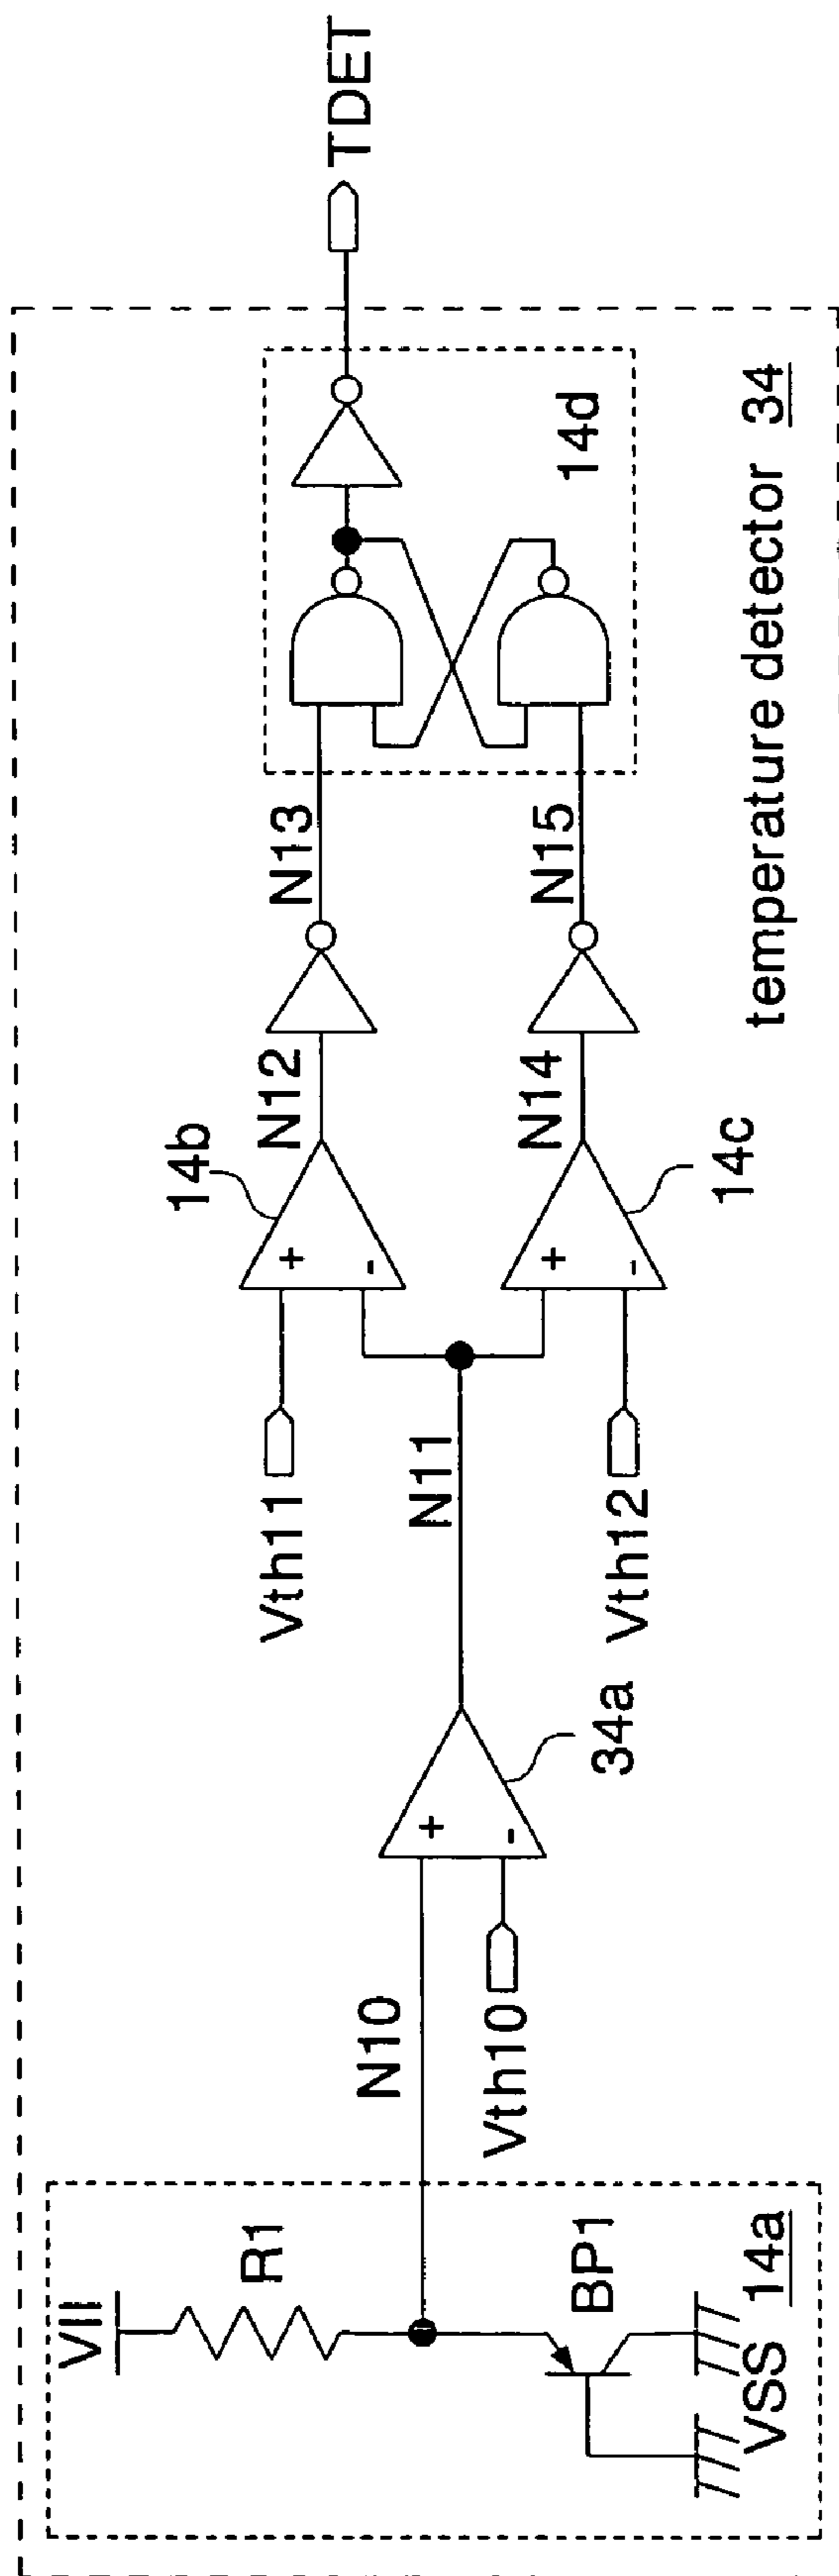 VII
R1
BP1
VSS
14a
N10
Vth10
34a
N11
Vth11
Vth12
14b
14c
N12
N14
N13
N15
14d
TDET
temperature detector 34